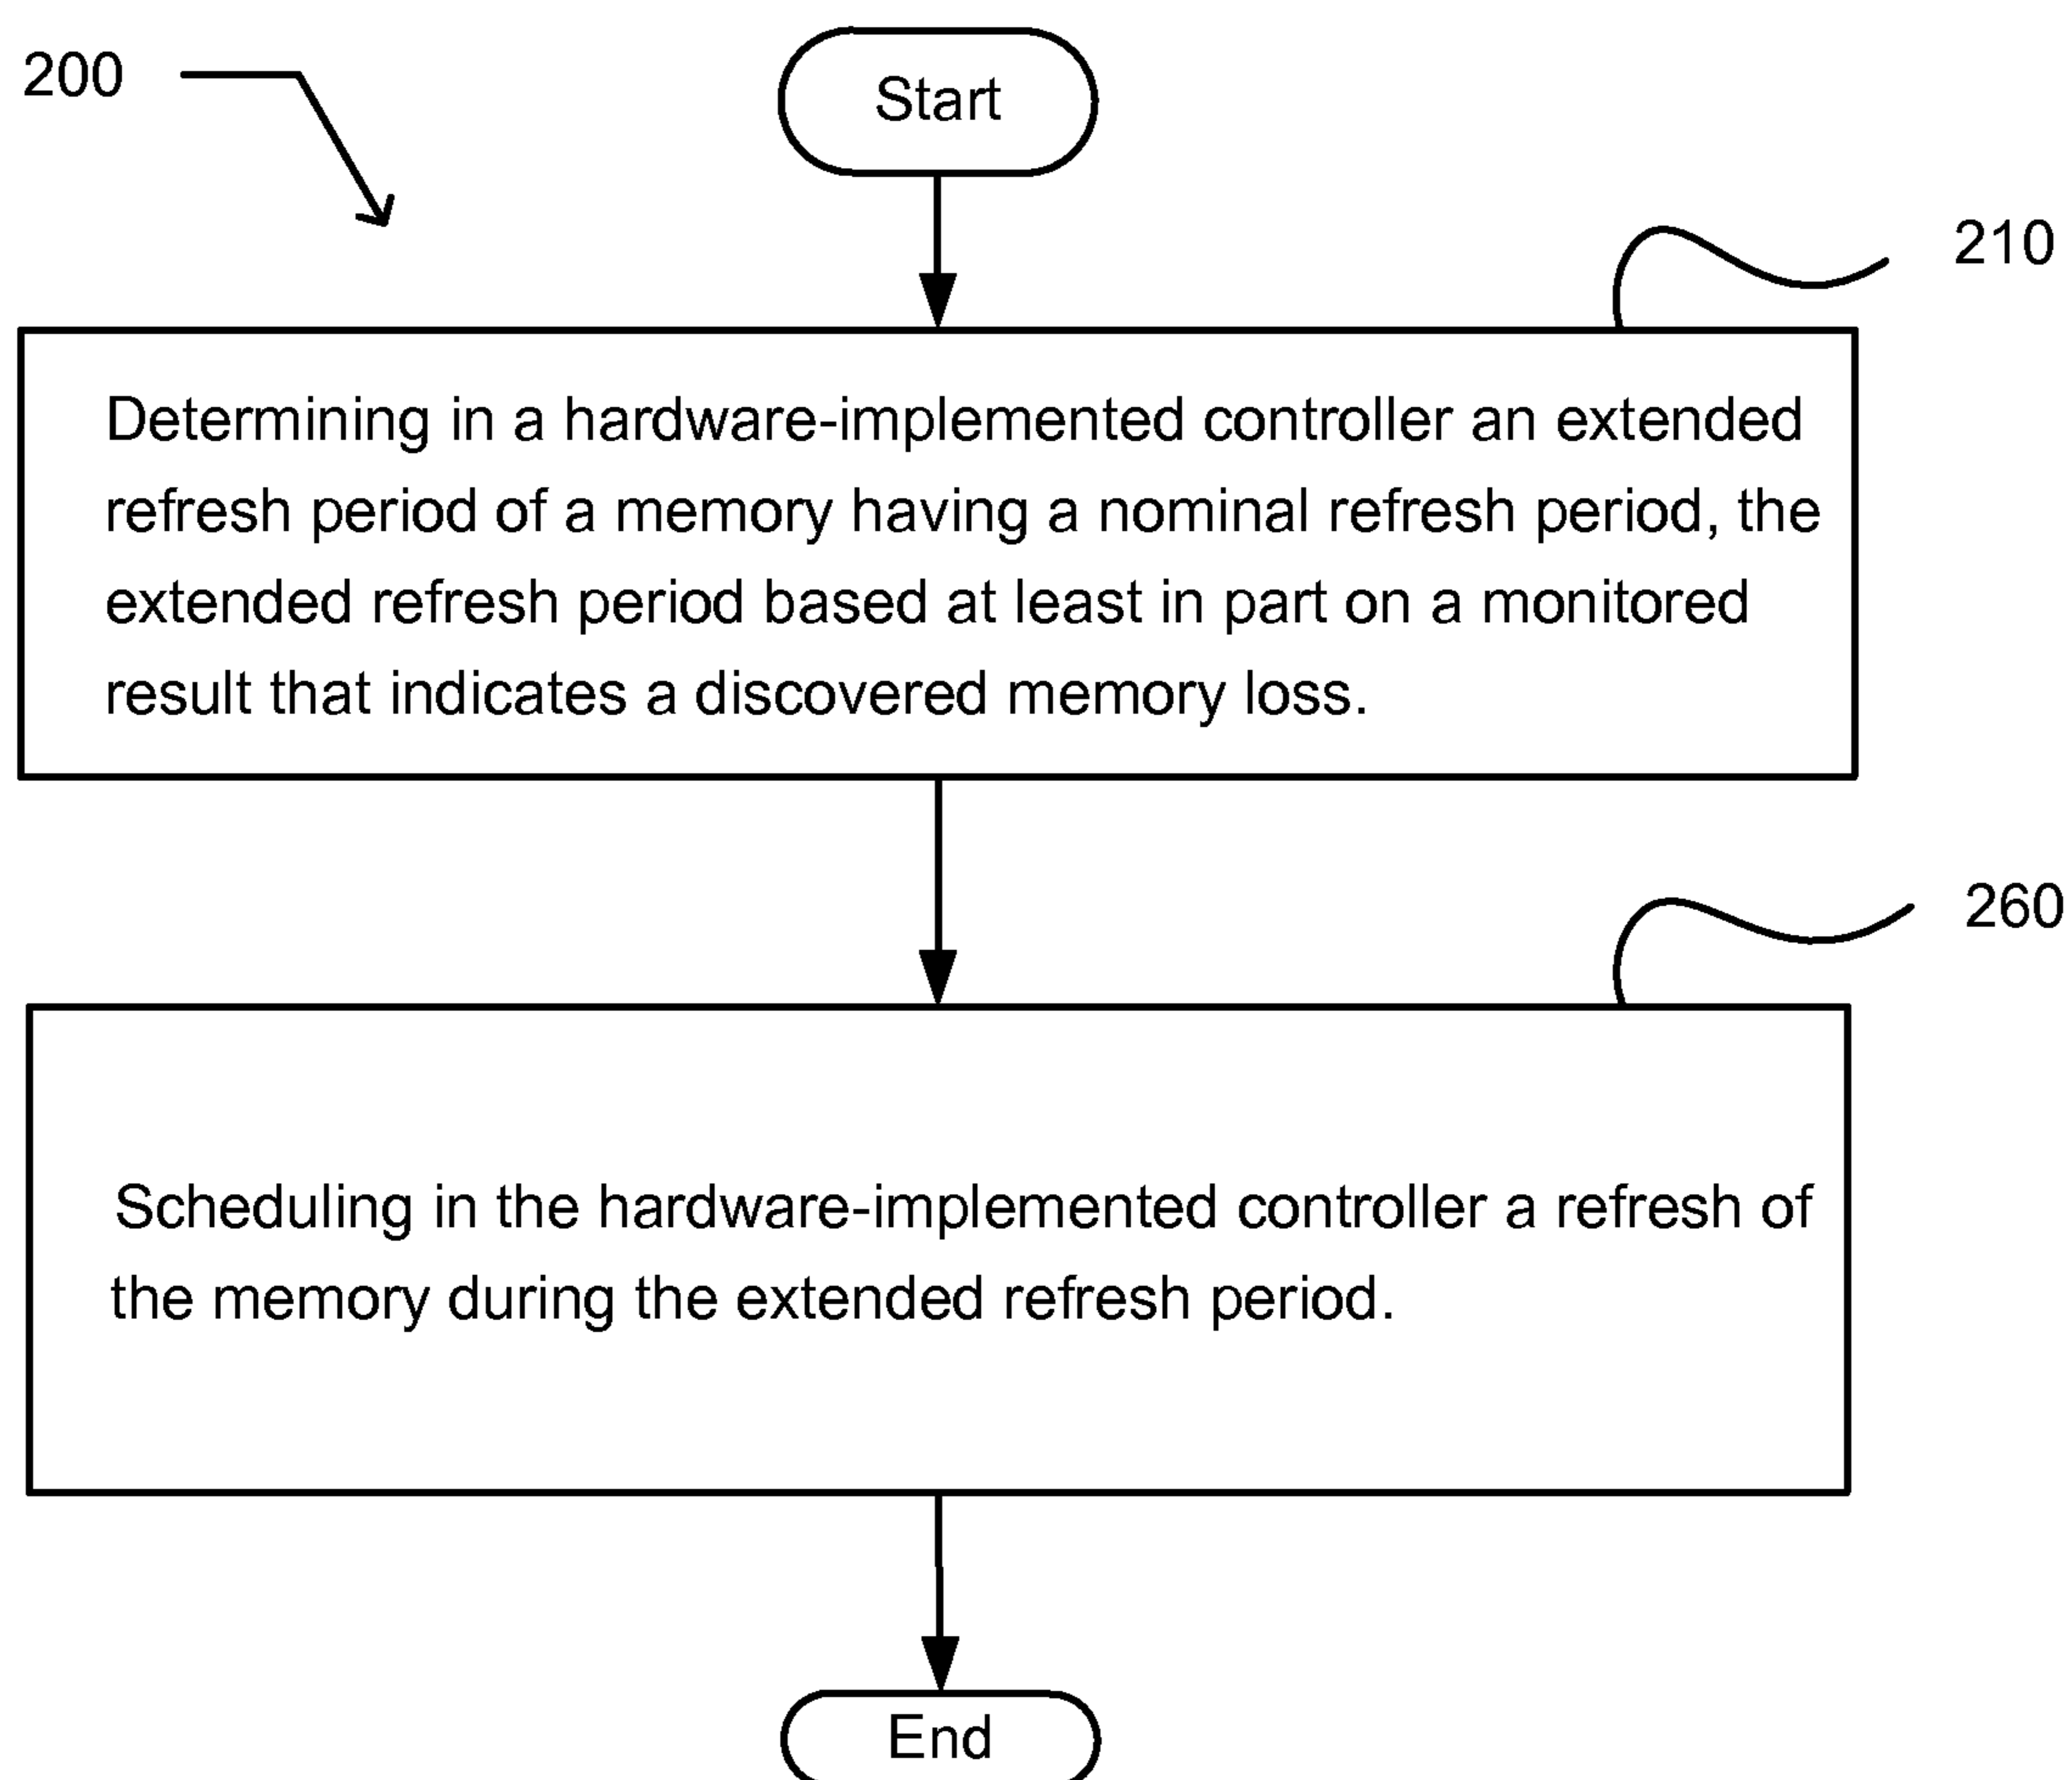 200
Start
210
Determining in a hardware-implemented controller an extended
refresh period of a memory having a nominal refresh period, the
extended refresh period based at least in part on a monitored
result that indicates a discovered memory loss.
260
Scheduling in the hardware-implemented controller a refresh of
the memory during the extended refresh period.
End